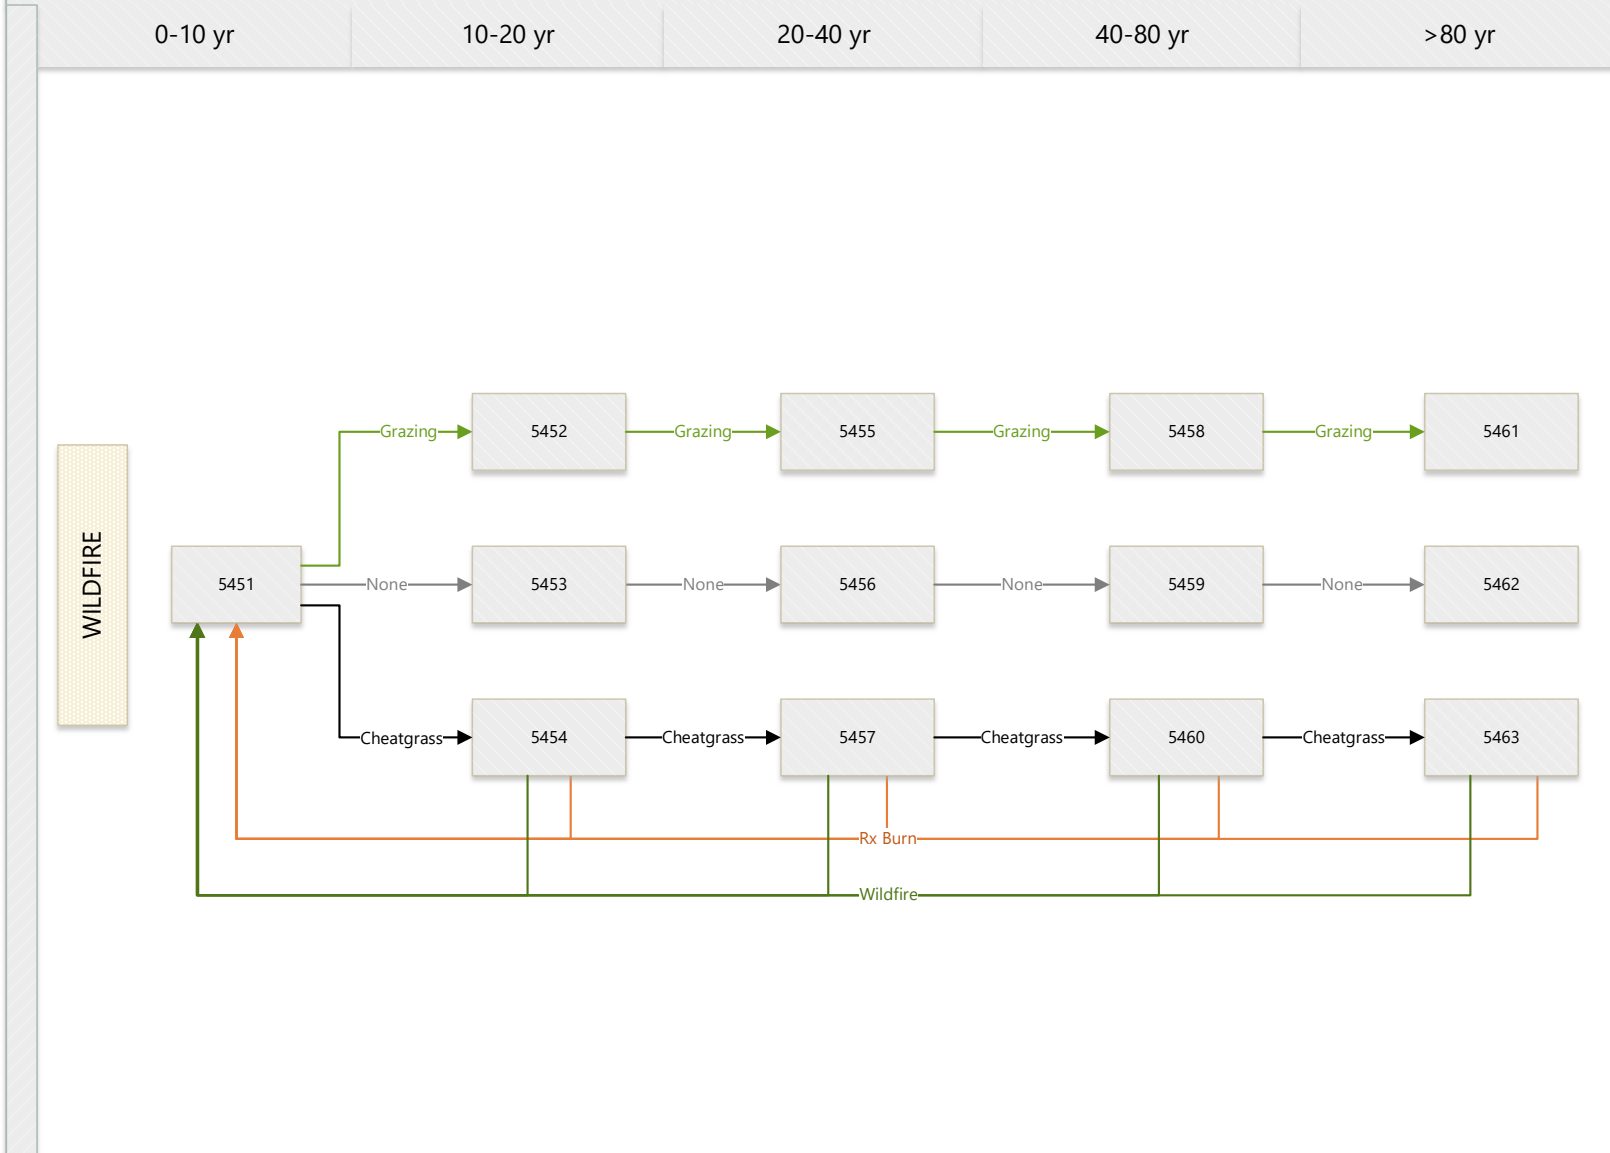 0-10 yr
10-20 yr
20-40 yr
40-80 yr
>80 yr
Grazing
5452
Grazing
5455
Grazing
5458
Grazing
5461
WILDFIRE
5451
None
5453
None
5456
None
5459
None
5462
Cheatgrass
5454
Cheatgrass
5457
Cheatgrass
5460
Cheatgrass
5463
Rx Burn
Wildfire